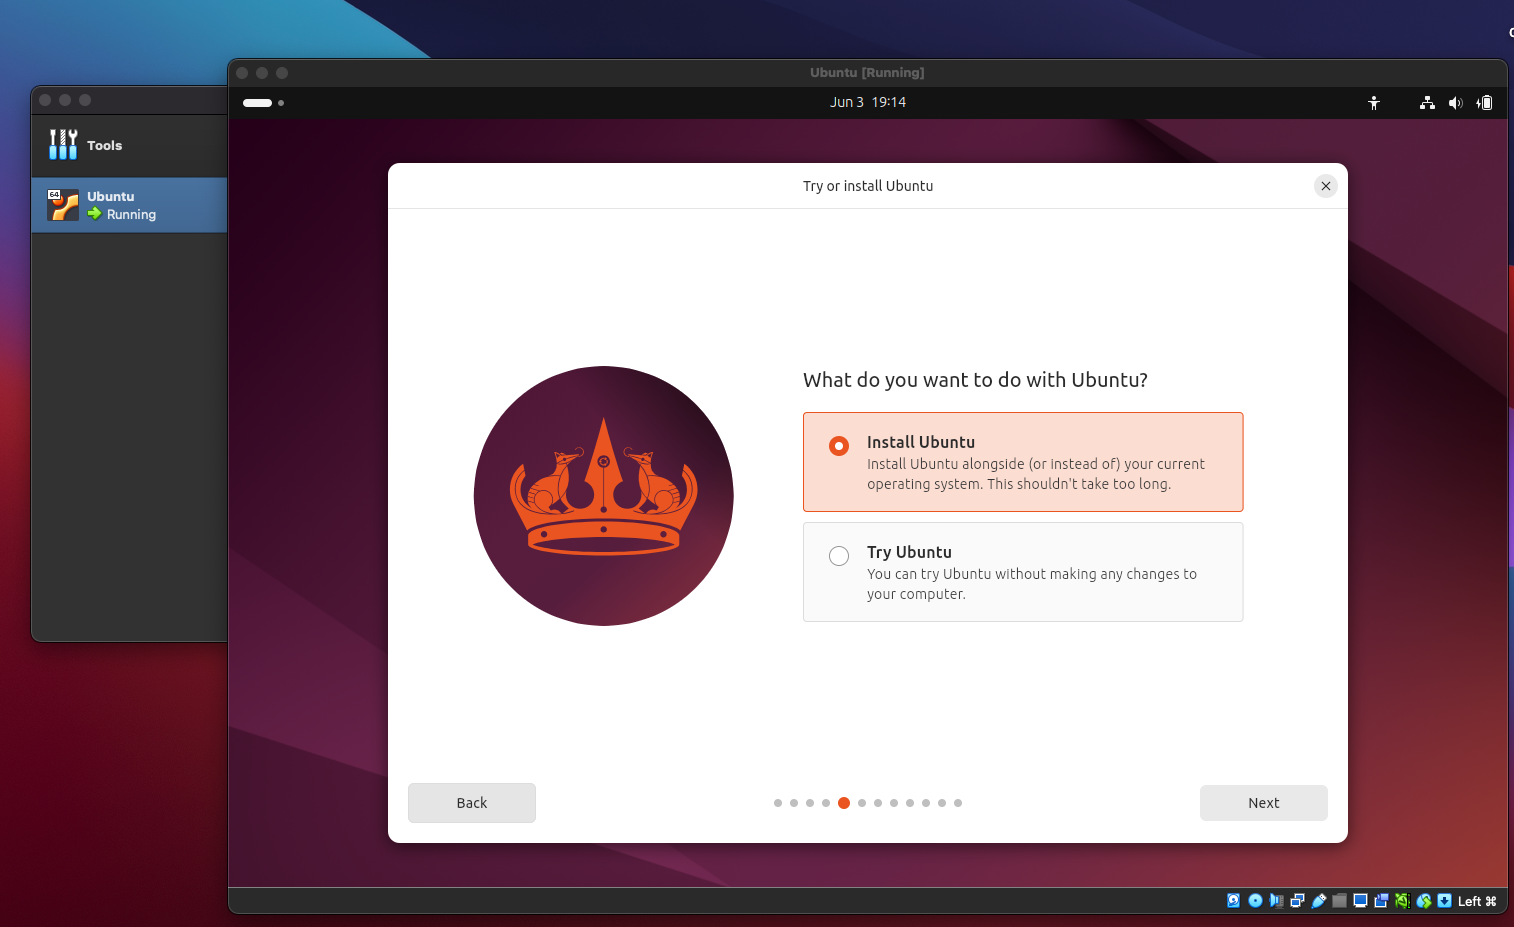 Ubuntu [Running]
Jun 3 19:14
Tools
64
Ubuntu
Running
Try or install Ubuntu
What do you want to do with Ubuntu?
Install Ubuntu
Install Ubuntu alongside (or instead of) your current
operating system. This shouldn't take too long.
Try Ubuntu
You can try Ubuntu without making any changes to
your computer.
Back
Next
Left ⌘